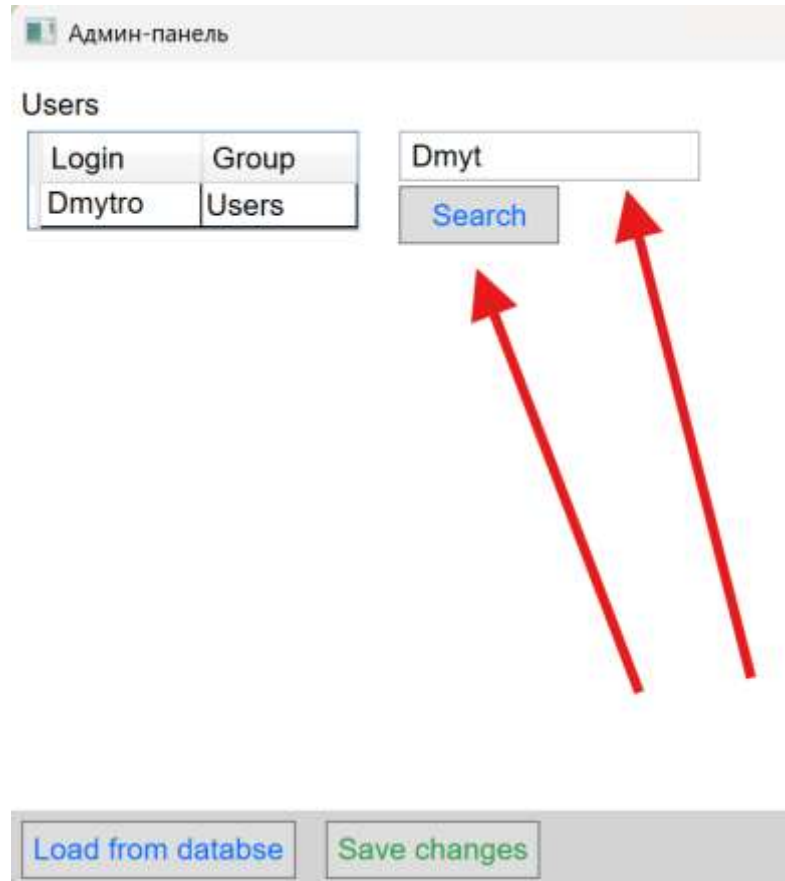 Админ-панель
Users
Login Group
Dmytro Users
Dmyt
Search
Load from databse
Save changes